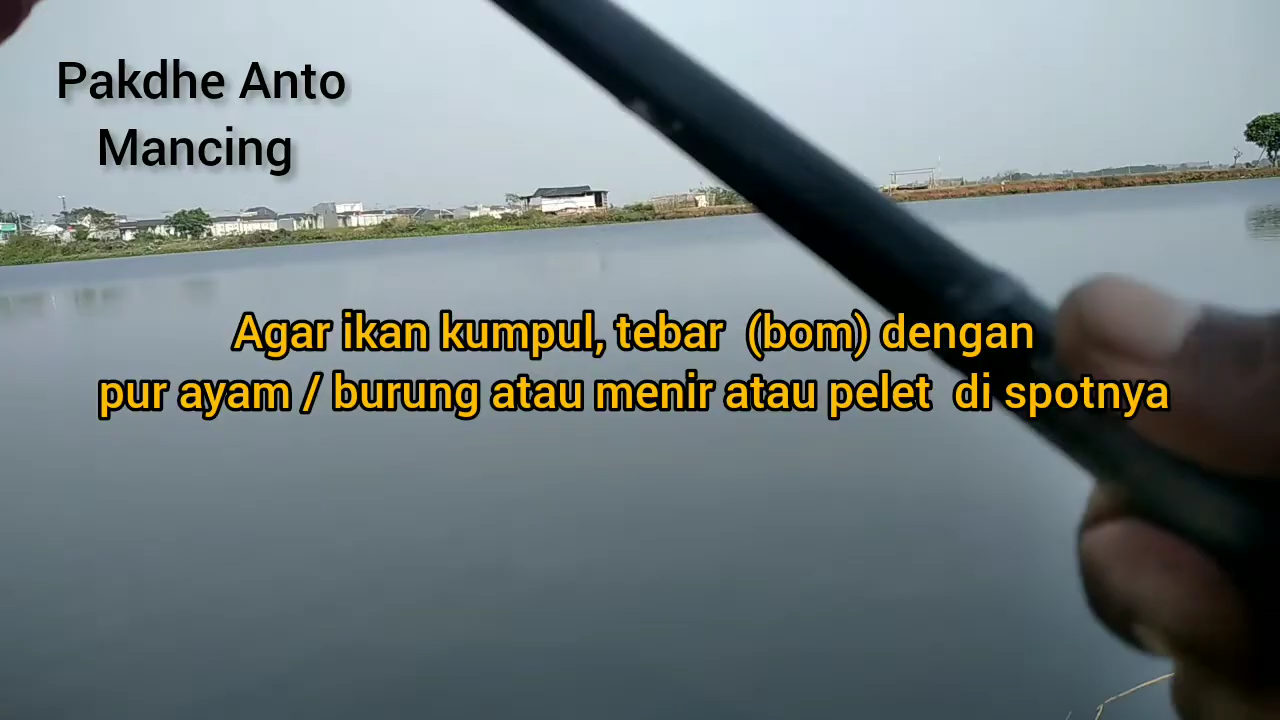 Pakdhe Anto
Mancing
Agar ikan kumpul, tebar (bom) dengan
pur ayam / burung atau menir atau pelet di spotnya